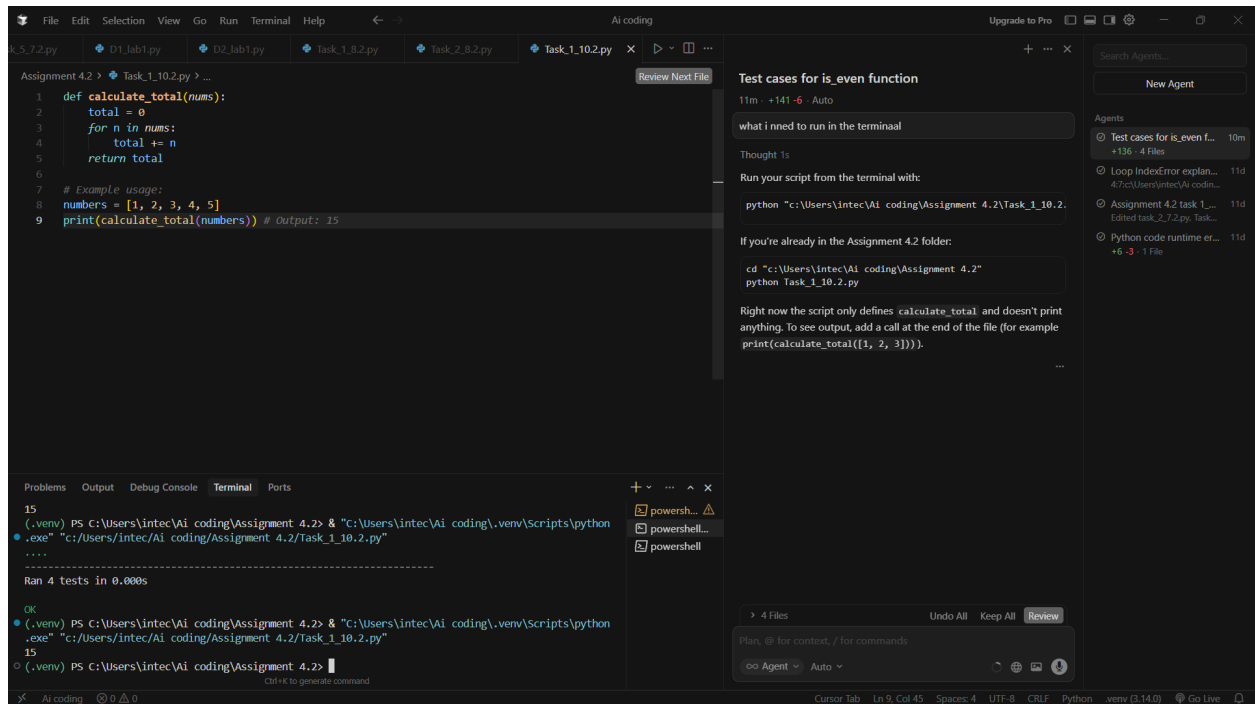 File Edit Selection View Go Run Terminal Help
Ai coding
Upgrade to Pro
k_5_7.2.py D1_lab1.py D2_lab1.py Task_1_8.2.py Task_2_8.2.py Task_1_10.2.py
Assignment 4.2 > Task_1_10.2.py > ...
Review Next File
1 def calculate_total(nums):
2 total = 0
3 for n in nums:
4 total += n
5 return total
6
7 # Example usage:
8 numbers = [1, 2, 3, 4, 5]
9 print(calculate_total(numbers)) # Output: 15
Problems Output Debug Console Terminal Ports
15
(.venv) PS C:\Users\intec\Ai coding\Assignment 4.2> & "C:\Users\intec\Ai coding\.venv\Scripts\python
.exe" "c:/Users/intec/Ai coding/Assignment 4.2/Task_1_10.2.py"
....
----------------------------------------------------------------------
Ran 4 tests in 0.000s
OK
(.venv) PS C:\Users\intec\Ai coding\Assignment 4.2> & "C:\Users\intec\Ai coding\.venv\Scripts\python
.exe" "c:/Users/intec/Ai coding/Assignment 4.2/Task_1_10.2.py"
15
(.venv) PS C:\Users\intec\Ai coding\Assignment 4.2>
Ctrl+K to generate command
powersh...
powershell...
powershell
Test cases for is_even function
11m · +141 -6 · Auto
what i nned to run in the terminaal
Thought 1s
Run your script from the terminal with:
python "c:\Users\intec\Ai coding\Assignment 4.2\Task_1_10.2.
If you're already in the Assignment 4.2 folder:
cd "c:\Users\intec\Ai coding\Assignment 4.2"
python Task_1_10.2.py
Right now the script only defines calculate_total and doesn't print
anything. To see output, add a call at the end of the file (for example
print(calculate_total([1, 2, 3]))).
> 4 Files Undo All Keep All Review
Plan, @ for context, / for commands
Agent Auto
Search Agents...
New Agent
Agents
Test cases for is_even f... 10m
+136 · 4 Files
Loop IndexError explan... 11d
4:7:c:\Users\intec\Ai codin...
Assignment 4.2 task 1_... 11d
Edited task_2_7.2.py, Task...
Python code runtime er... 11d
+6 -3 · 1 File
Ai coding 0 0
Cursor Tab Ln 9, Col 45 Spaces: 4 UTF-8 CRLF Python .venv (3.14.0) Go Live